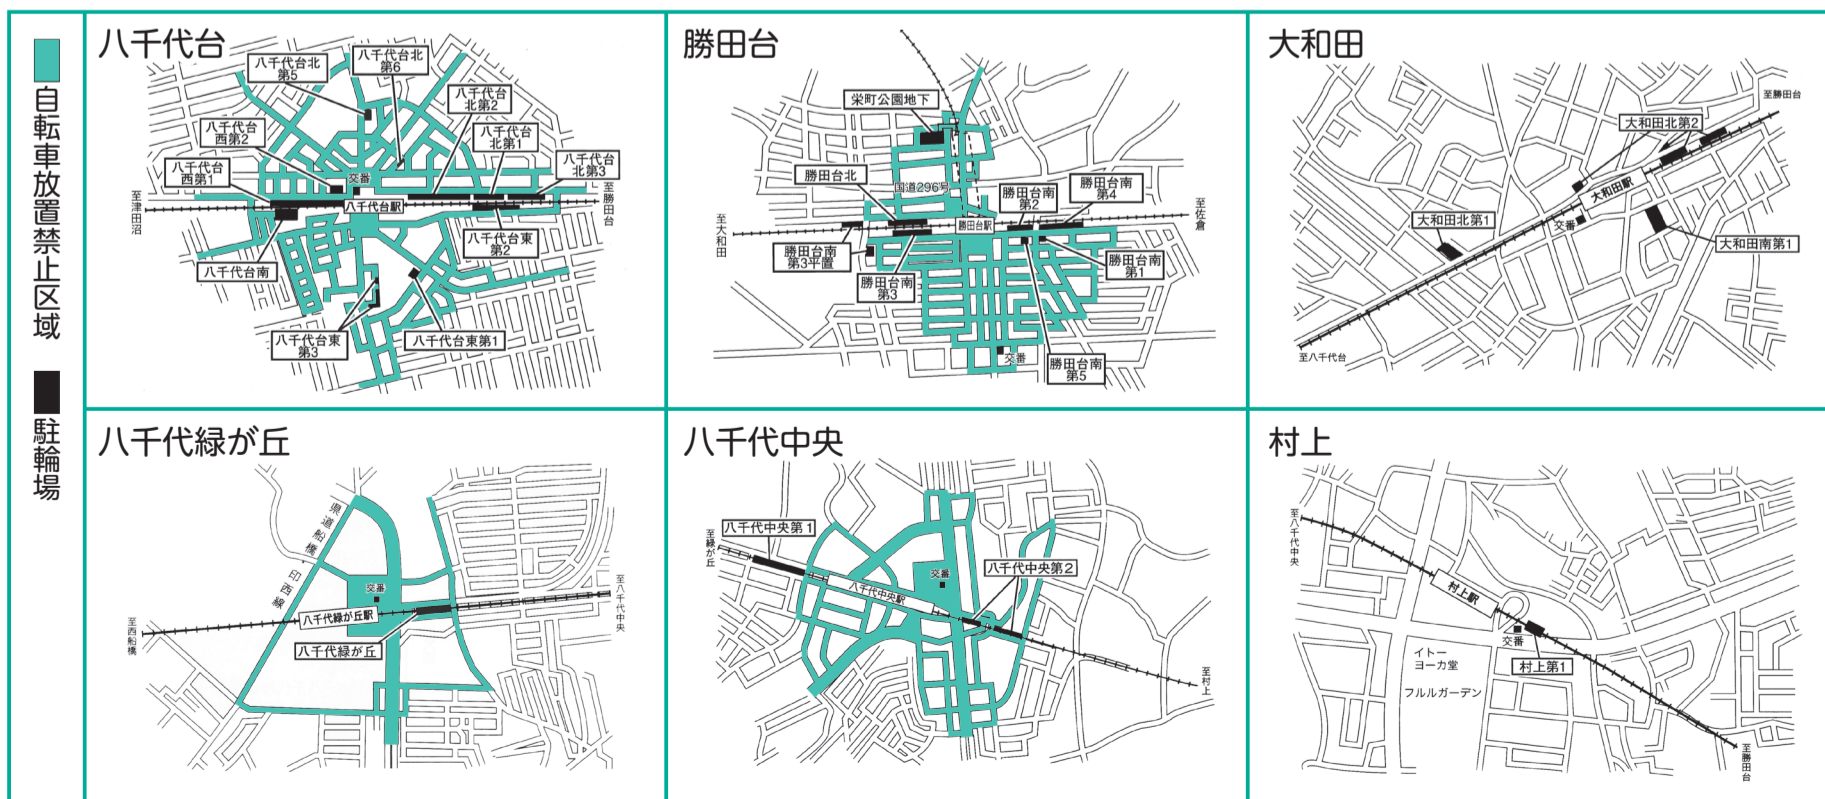 自転車放置禁止区域
駐輪場
八千代台
八千代台北
第5
八千代台北
第6
八千代台
北第2
八千代台
西第2
八千代台
北第1
八千代台
西第1
八千代台
北第3
交番
至津田沼
八千代台駅
至勝田台
八千代台南
八千代台東
第2
八千代台東
第3
八千代台東第1
勝田台
栄町公園地下
勝田台北
国道296号
勝田台南
第2
勝田台南
第4
至大和田
勝田台駅
至佐倉
勝田台南
第3平置
勝田台南
第3
勝田台南
第1
交番
勝田台南
第5
大和田
至勝田台
大和田北第2
大和田駅
大和田北第1
交番
大和田南第1
至八千代台
八千代緑が丘
県道船橋・印西線
交番
至八千代中央
八千代緑が丘駅
至西船橋
八千代緑が丘
八千代中央
八千代中央第1
至緑が丘
交番
八千代中央第2
八千代中央駅
至村上
村上
至八千代中央
村上駅
交番
イトー
ヨーカ堂
村上第1
フルルガーデン
至勝田台